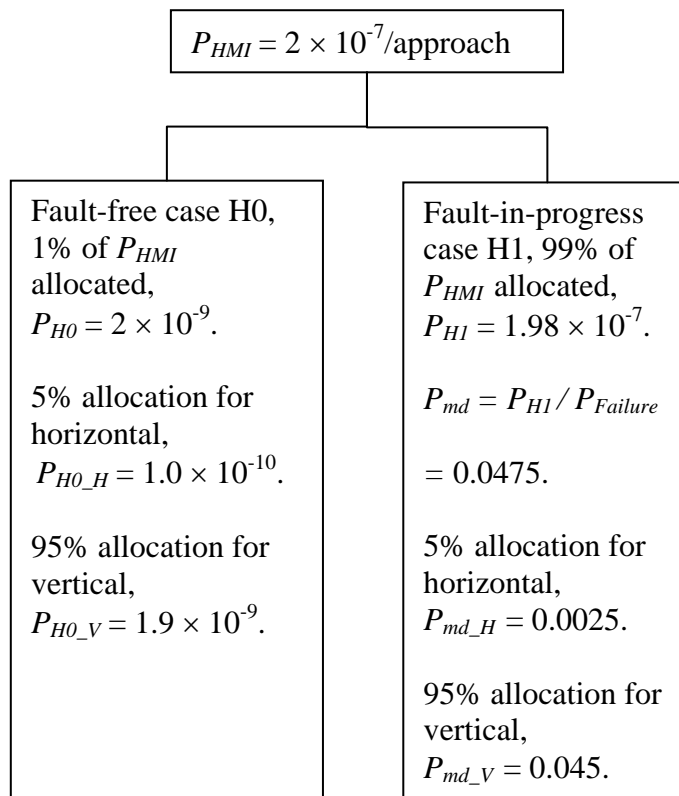 P_HMI = 2 × 10⁻⁷/approach
Fault-free case H0,
1% of P_HMI
allocated,
P_H0 = 2 × 10⁻⁹.
5% allocation for
horizontal,
P_H0_H = 1.0 × 10⁻¹⁰.
95% allocation for
vertical,
P_H0_V = 1.9 × 10⁻⁹.
Fault-in-progress
case H1, 99% of
P_HMI allocated,
P_H1 = 1.98 × 10⁻⁷.
P_md = P_H1 / P_Failure
= 0.0475.
5% allocation for
horizontal,
P_md_H = 0.0025.
95% allocation for
vertical,
P_md_V = 0.045.